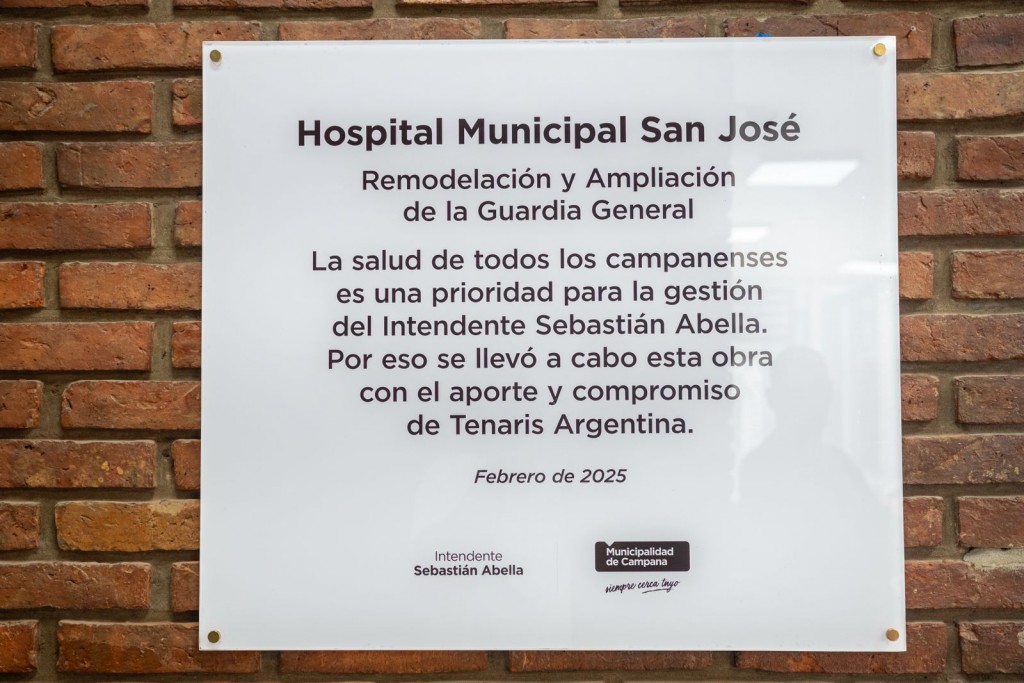 Hospital Municipal San José
Remodelación y Ampliación
de la Guardia General
La salud de todos los campanenses
es una prioridad para la gestión
del Intendente Sebastián Abella.
Por eso se llevó a cabo esta obra
con el aporte y compromiso
de Tenaris Argentina.
Febrero de 2025
Intendente
Sebastián Abella
Municipalidad
de Campana
siempre cerca tuyo